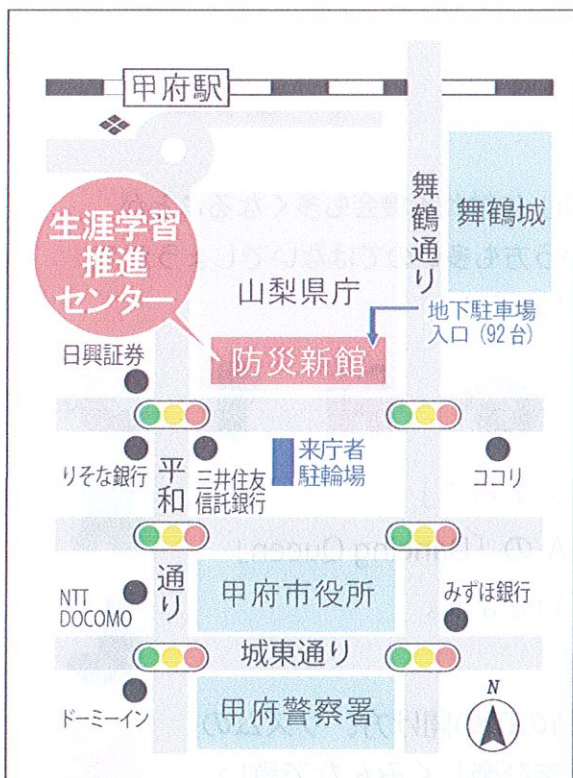 甲府駅
生涯学習
推進
センター
舞鶴通り
舞鶴城
山梨県庁
地下駐車場
入口(92台)
防災新館
日興証券
りそな銀行
平和通り
三井住友
信託銀行
来庁者
駐輪場
ココリ
NTT
DOCOMO
甲府市役所
みずほ銀行
城東通り
ドーミーイン
甲府警察署
N